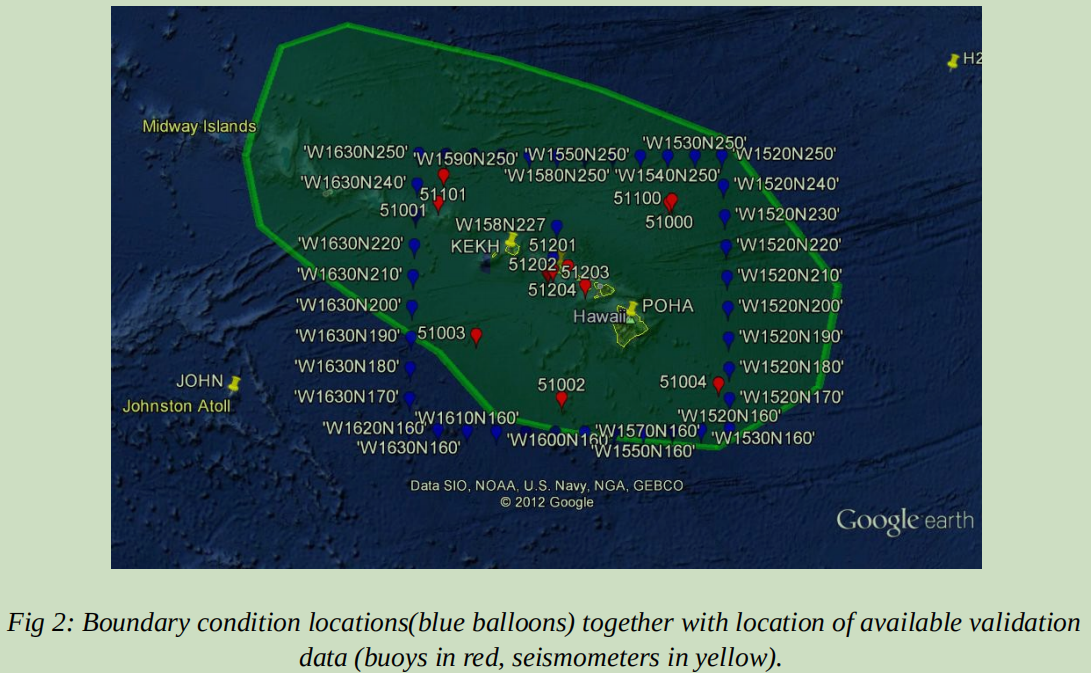 H2
Midway Islands
'W1530N250'
'W1630N250' 'W1590N250' 'W1550N250' 'W1520N250'
'W1580N250' 'W1540N250'
'W1630N240' 'W1520N240'
51101 51100
51001 'W1520N230'
W158N227 51000
'W1630N220' KEKH 51201 'W1520N220'
51202 51203
'W1630N210' 'W1520N210'
51204
'W1630N200' POHA 'W1520N200'
Hawaii
'W1630N190' 51003 'W1520N190'
'W1630N180' 'W1520N180'
JOHN 51002 51004
'W1630N170' 'W1520N170'
Johnston Atoll
'W1610N160' 'W1520N160'
'W1620N160' 'W1570N160'
'W1630N160' 'W1600N160' 'W1530N160'
'W1550N160'
Data SIO, NOAA, U.S. Navy, NGA, GEBCO
© 2012 Google
Google earth
Fig 2: Boundary condition locations(blue balloons) together with location of available validation
data (buoys in red, seismometers in yellow).